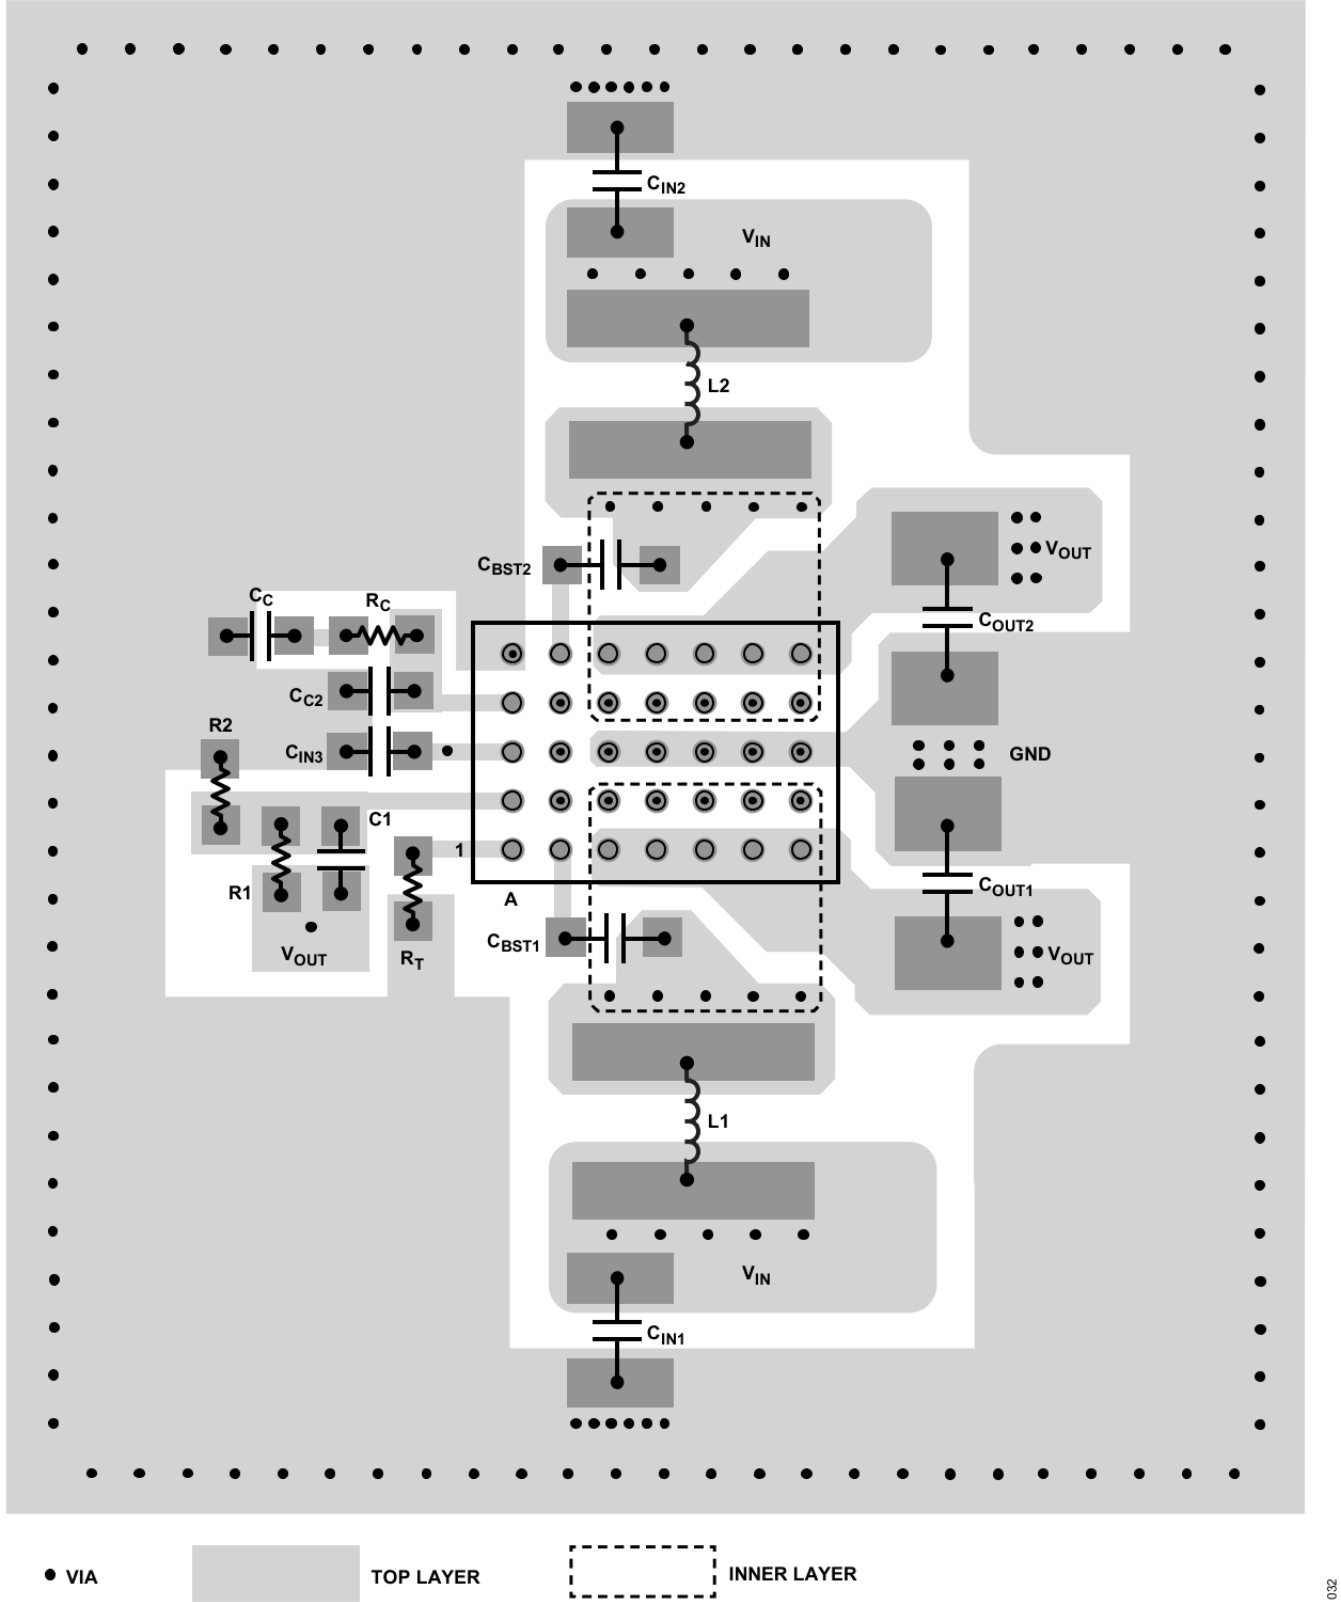 CIN2
VIN
L2
CBST2
VOUT
CC
RC
COUT2
CC2
R2
CIN3
GND
C1
1
R1
A
COUT1
CBST1
VOUT
RT
VOUT
L1
VIN
CIN1
VIA
TOP LAYER
INNER LAYER
032